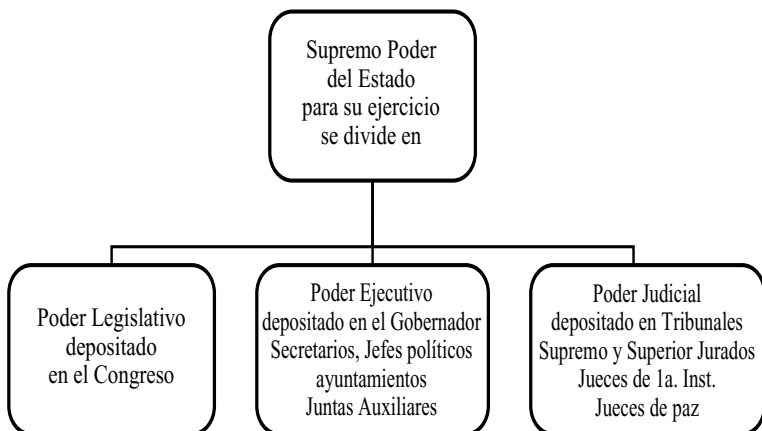 Supremo Poder
del Estado
para su ejercicio
se divide en
Poder Legislativo
depositado
en el Congreso
Poder Ejecutivo
depositado en el Gobernador
Secretarios, Jefes políticos
ayuntamientos
Juntas Auxiliares
Poder Judicial
depositado en Tribunales
Supremo y Superior Jurados
Jueces de 1a. Inst.
Jueces de paz